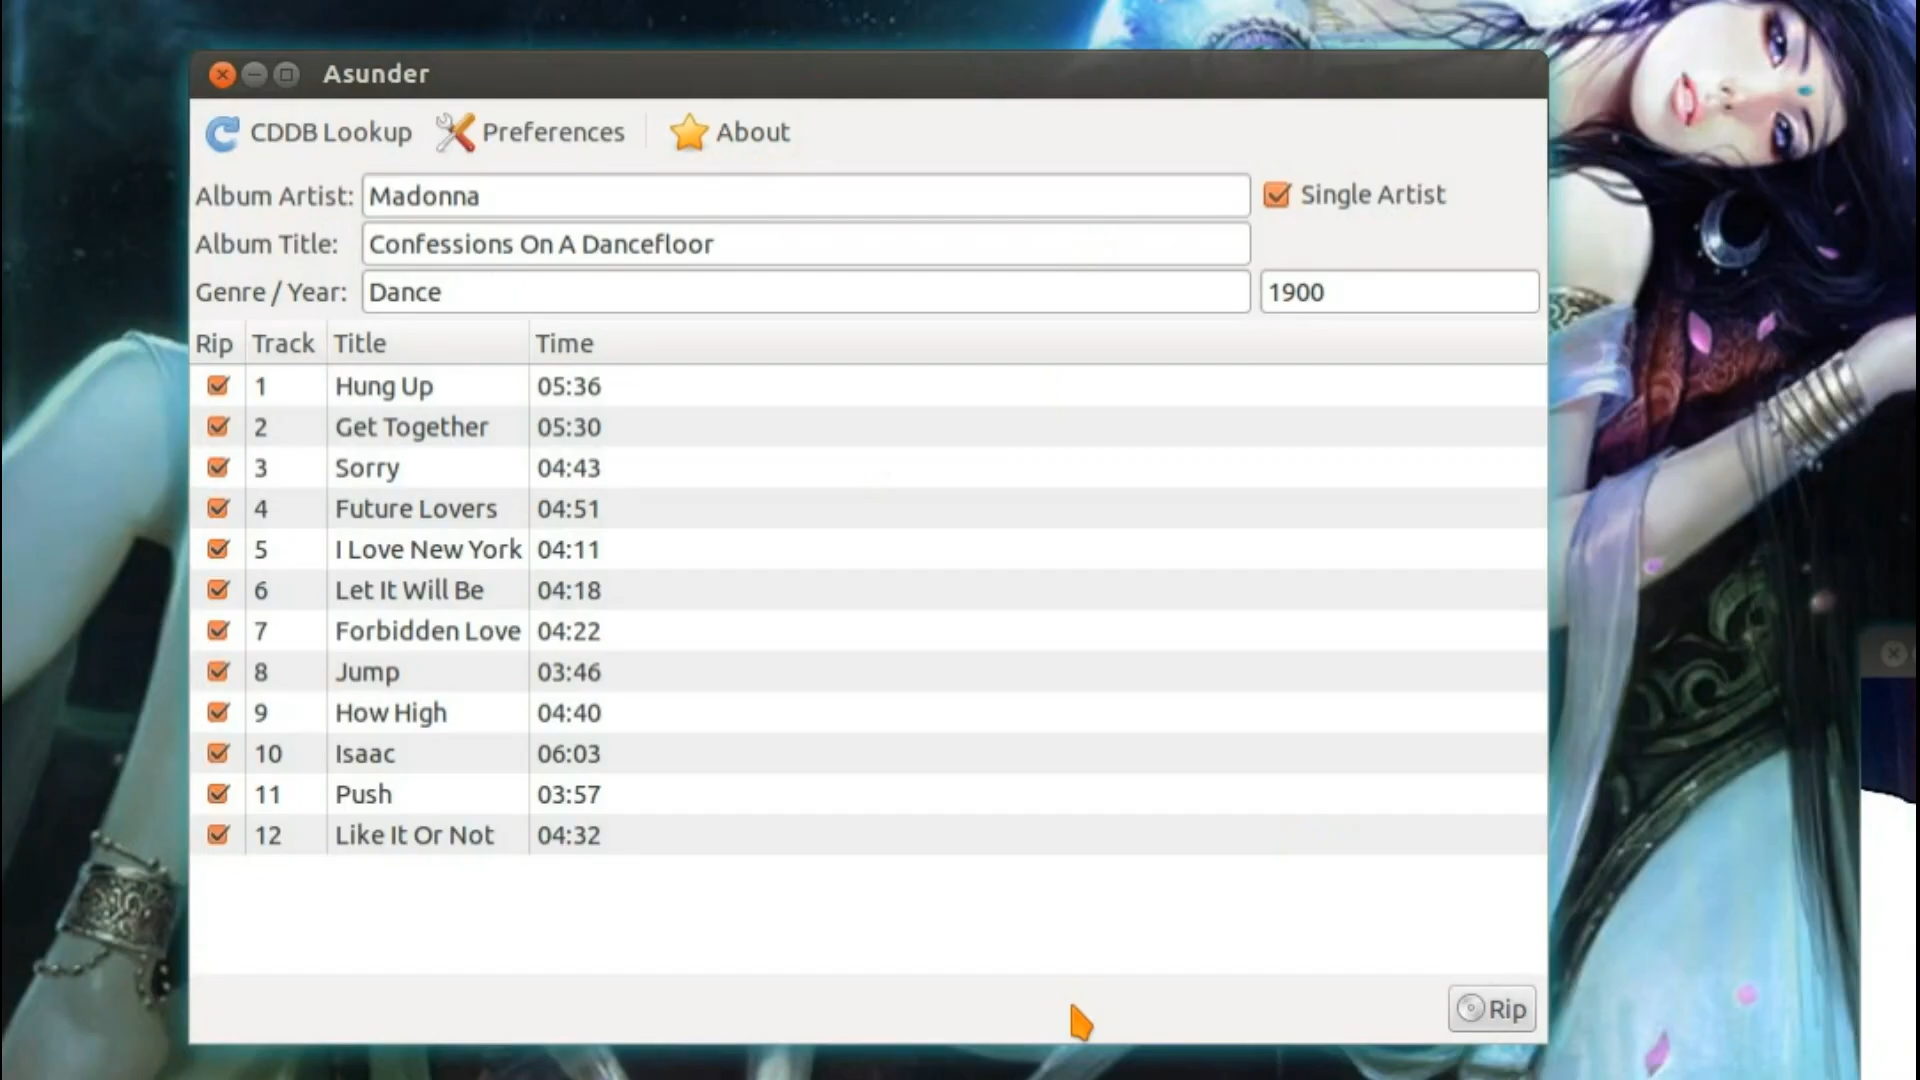 Asunder
CDDB Lookup Preferences About
Album Artist: Madonna Single Artist
Album Title: Confessions On A Dancefloor
Genre / Year: Dance 1900
Rip Track Title Time
1 Hung Up 05:36
2 Get Together 05:30
3 Sorry 04:43
4 Future Lovers 04:51
5 I Love New York 04:11
6 Let It Will Be 04:18
7 Forbidden Love 04:22
8 Jump 03:46
9 How High 04:40
10 Isaac 06:03
11 Push 03:57
12 Like It Or Not 04:32
Rip